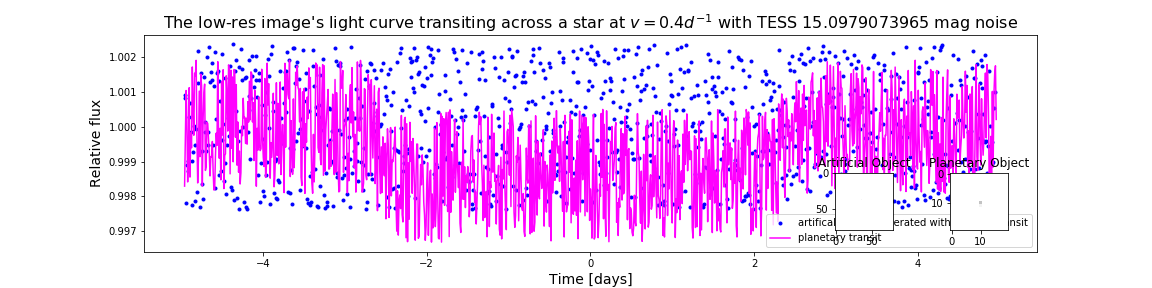 The low-res image's light curve transiting across a star at v = 0.4d⁻¹ with TESS 15.0979073965 mag noise
Relative flux
1.002
1.001
1.000
0.999
0.998
0.997
−4
−2
0
2
4
Time [days]
Artificial Object
0
50
0
50
Planetary Object
0
10
0
10
artifical
planetary transit